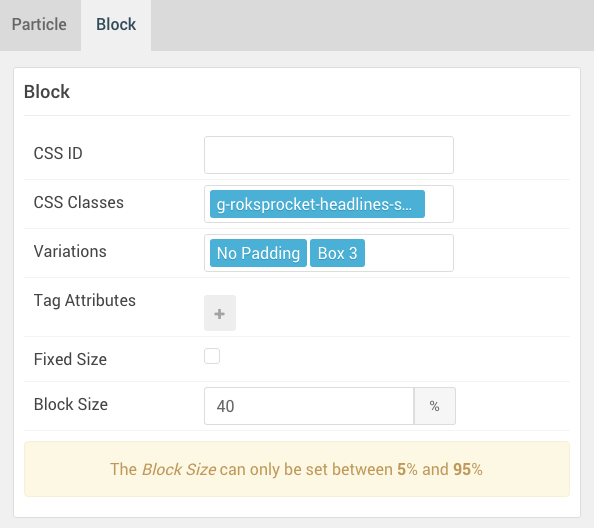 Particle Block
Block
CSS ID
CSS Classes g-roksprocket-headlines-s...
Variations No Padding Box 3
Tag Attributes +
Fixed Size
Block Size 40 %
The Block Size can only be set between 5% and 95%